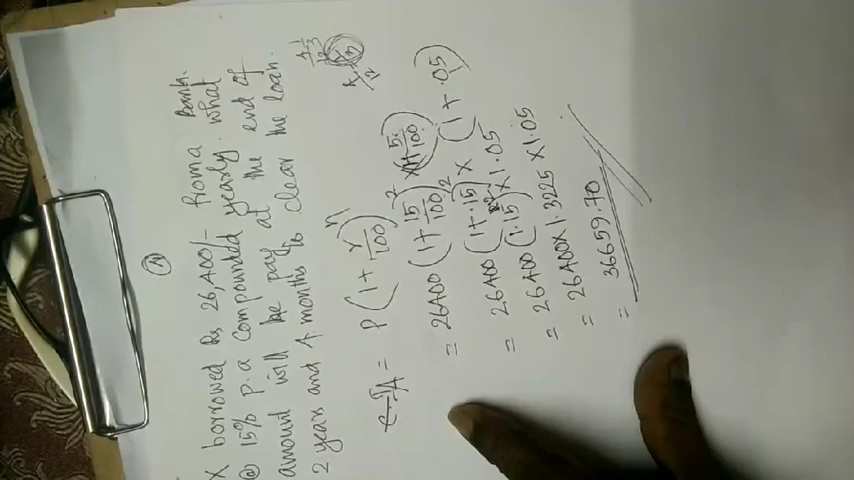 ①
X borrowed Rs 26,400/- from a Bank
@ 15% p.a compounded yearly. what
amount will he pay at the end of
2 years and 4 months to clear the loan.
A = P(1 + r/100)^n
= 26400 (1 + 15/100)^2 × (1+ 5/100)
= 26400 (1+.15)^2 × (1+.05)
= 26400 (1.15)^2 × 1.05
= 26400 × 1.3225 × 1.05
= 36659.70